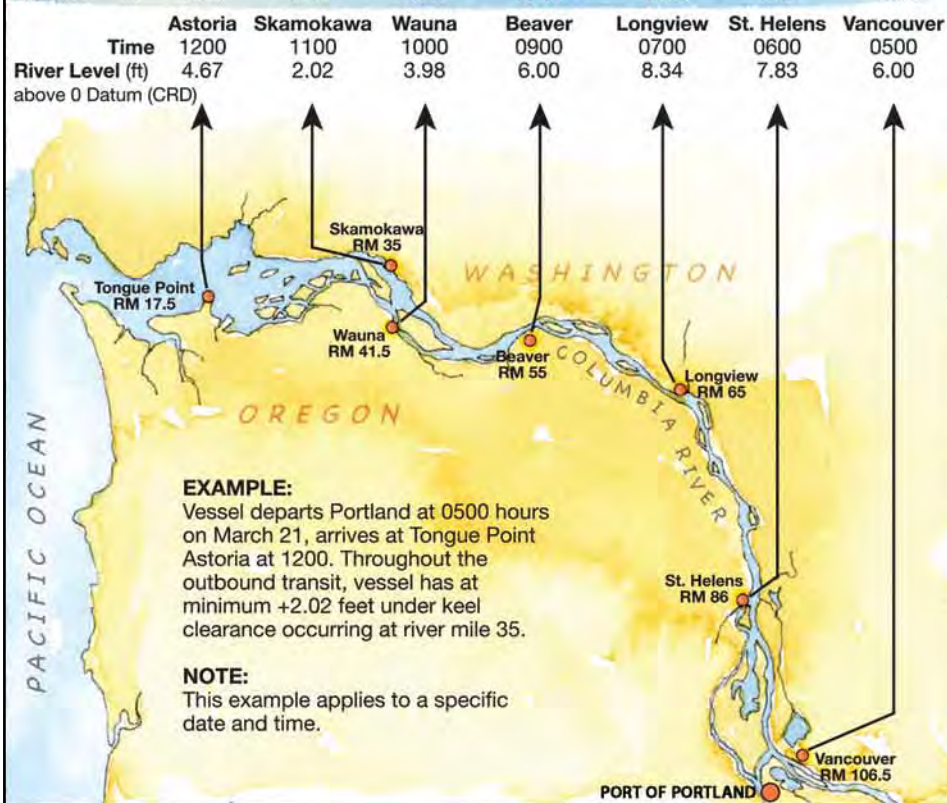 Astoria Skamokawa Wauna Beaver Longview St. Helens Vancouver
Time 1200 1100 1000 0900 0700 0600 0500
River Level (ft) 4.67 2.02 3.98 6.00 8.34 7.83 6.00
above 0 Datum (CRD)
Skamokawa
RM 35
WASHINGTON
Tongue Point
RM 17.5
Wauna
RM 41.5
Beaver
RM 55
COLUMBIA RIVER
Longview
RM 65
OREGON
PACIFIC OCEAN
EXAMPLE:
Vessel departs Portland at 0500 hours
on March 21, arrives at Tongue Point
Astoria at 1200. Throughout the
outbound transit, vessel has at
minimum +2.02 feet under keel
clearance occurring at river mile 35.
St. Helens
RM 86
NOTE:
This example applies to a specific
date and time.
Vancouver
RM 106.5
PORT OF PORTLAND